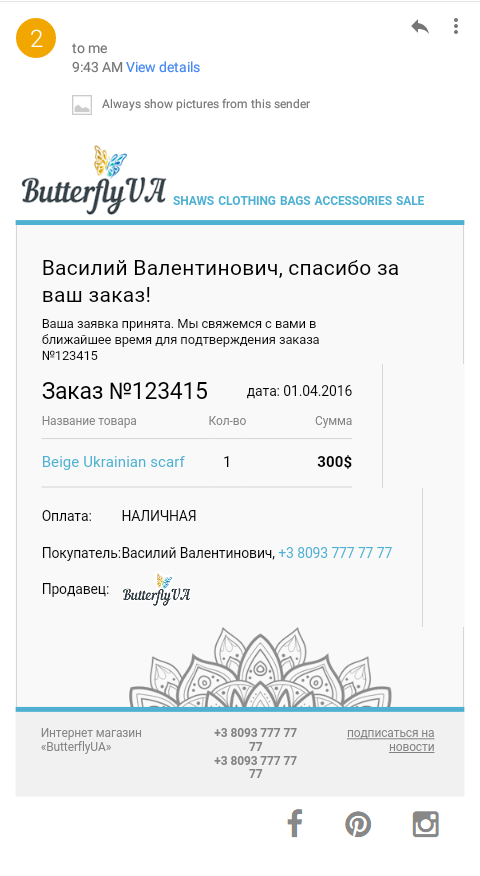 2
to me
9:43 AM View details
Always show pictures from this sender
ButterflyUA
SHAWS CLOTHING BAGS ACCESSORIES SALE
Василий Валентинович, спасибо за
ваш заказ!
Ваша заявка принята. Мы свяжемся с вами в
ближайшее время для подтверждения заказа
№123415
Заказ №123415 дата: 01.04.2016
Название товара Кол-во Сумма
Beige Ukrainian scarf 1 300$
Оплата: НАЛИЧНАЯ
Покупатель:Василий Валентинович, +3 8093 777 77 77
Продавец: ButterflyUA
Интернет магазин +3 8093 777 77 подписаться на
«ButterflyUA» 77 новости
+3 8093 777 77
77